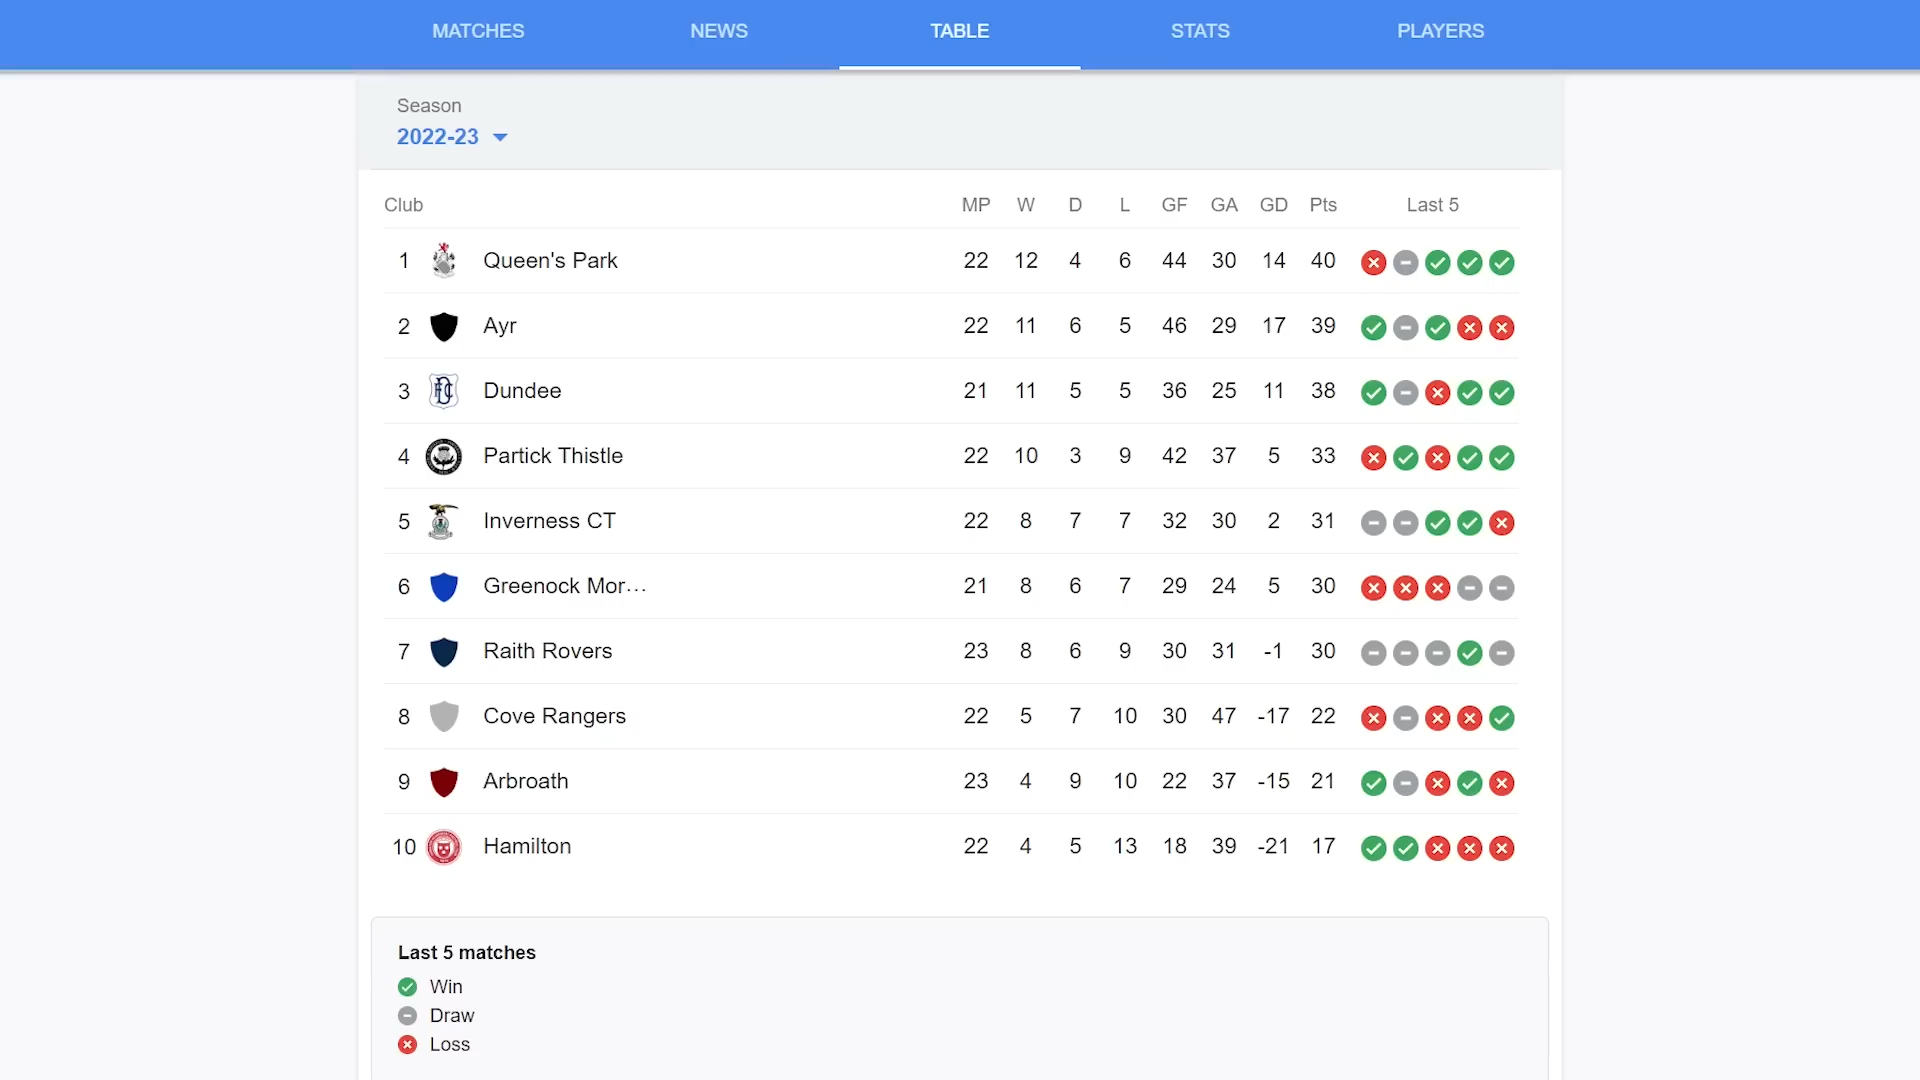 MATCHES NEWS TABLE STATS PLAYERS
Season
2022-23
Club MP W D L GF GA GD Pts Last 5
1 Queen's Park 22 12 4 6 44 30 14 40
2 Ayr 22 11 6 5 46 29 17 39
3 Dundee 21 11 5 5 36 25 11 38
4 Partick Thistle 22 10 3 9 42 37 5 33
5 Inverness CT 22 8 7 7 32 30 2 31
6 Greenock Mor... 21 8 6 7 29 24 5 30
7 Raith Rovers 23 8 6 9 30 31 -1 30
8 Cove Rangers 22 5 7 10 30 47 -17 22
9 Arbroath 23 4 9 10 22 37 -15 21
10 Hamilton 22 4 5 13 18 39 -21 17
Last 5 matches
Win
Draw
Loss